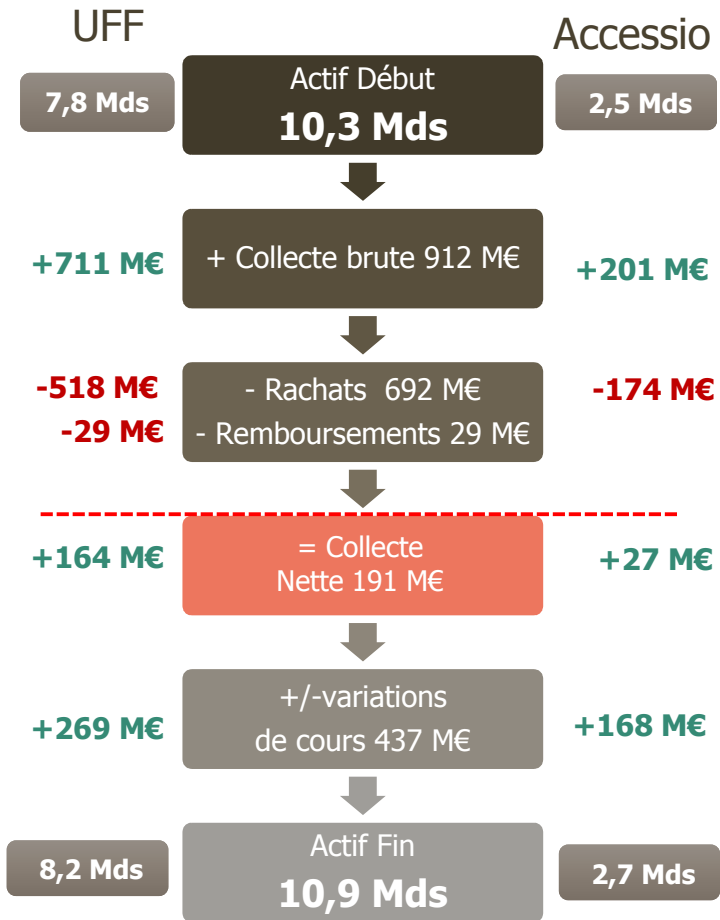 UFF
Accessio
7,8 Mds
Actif Début
10,3 Mds
2,5 Mds
+711 M€
+ Collecte brute 912 M€
+201 M€
-518 M€
-29 M€
- Rachats 692 M€
- Remboursements 29 M€
-174 M€
+164 M€
= Collecte
Nette 191 M€
+27 M€
+269 M€
+/-variations
de cours 437 M€
+168 M€
8,2 Mds
Actif Fin
10,9 Mds
2,7 Mds